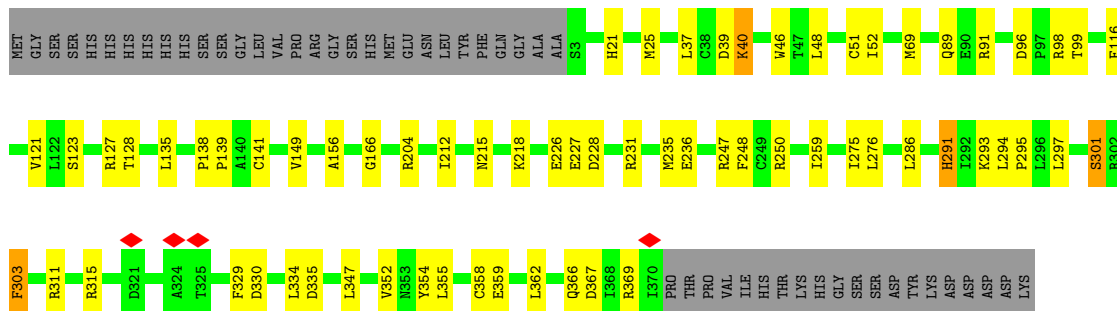 MET GLY SER SER HIS HIS HIS HIS HIS HIS SER SER GLY LEU VAL PRO ARG GLY SER HIS MET GLU ASN LEU TYR PHE GLN GLY ALA ALA S3 H21 M25 L37 C38 D39 K40 W46 T47 L48 C51 I52 M69 Q89 E90 R91 D96 P97 R98 T99 E116
V121 L122 S123 R127 T128 L135 P138 P139 A140 C141 V149 A156 G166 R204 I212 N215 K218 E226 E227 D228 R231 M235 E236 R247 F248 C249 R250 I259 I275 L276 L286 H291 I292 K293 L294 P295 L296 L297 S301 R302
F303 R311 R315 D321 A324 T325 F329 D330 L334 D335 L347 V352 N353 Y354 L355 C358 E359 L362 Q366 D367 I368 R369 I370 PRO THR PRO VAL ILE HIS THR LYS HIS GLY SER SER ASP TYR LYS ASP ASP ASP ASP LYS